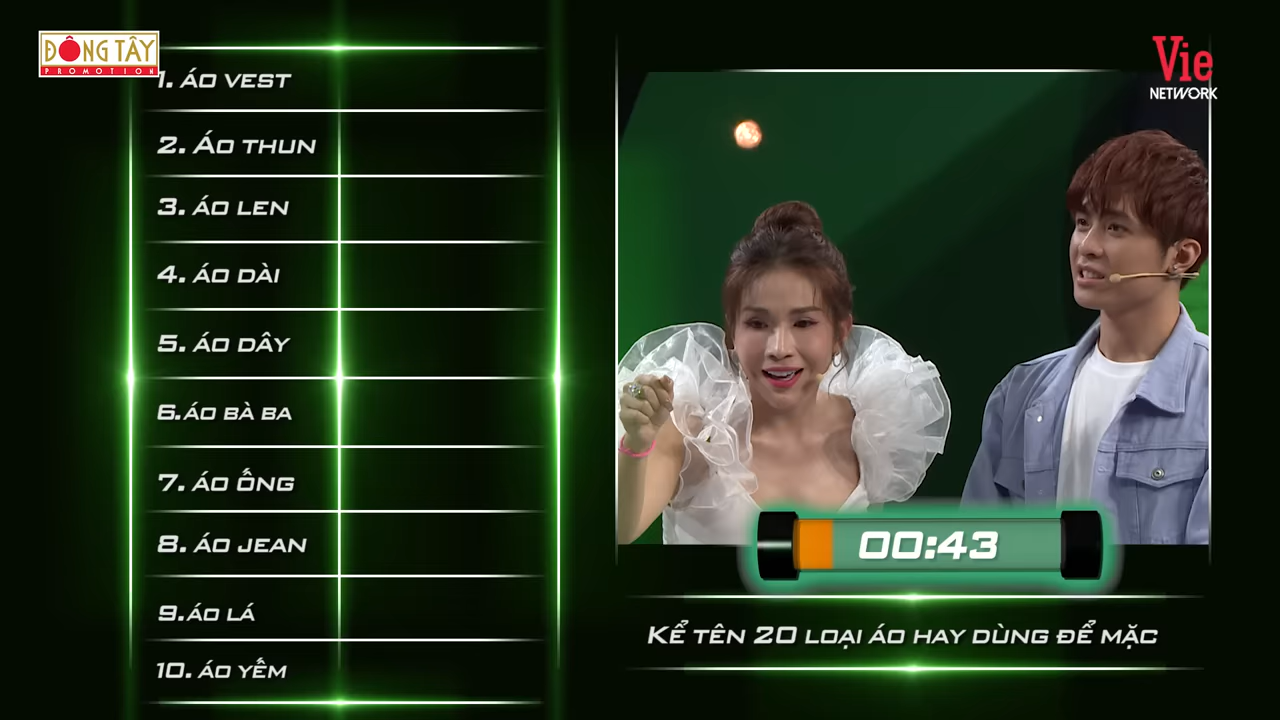 ĐÔNG TÂY
PROMOTION
1. ÁO VEST
2. ÁO THUN
3. ÁO LEN
4. ÁO DÀI
5. ÁO DÂY
6.ÁO BÀ BA
7. ÁO ỐNG
8. ÁO JEAN
9.ÁO LÁ
10. ÁO YẾM
Vie
NETWORK
00:43
KỂ TÊN 20 LOẠI ÁO HAY DÙNG ĐỂ MẶC